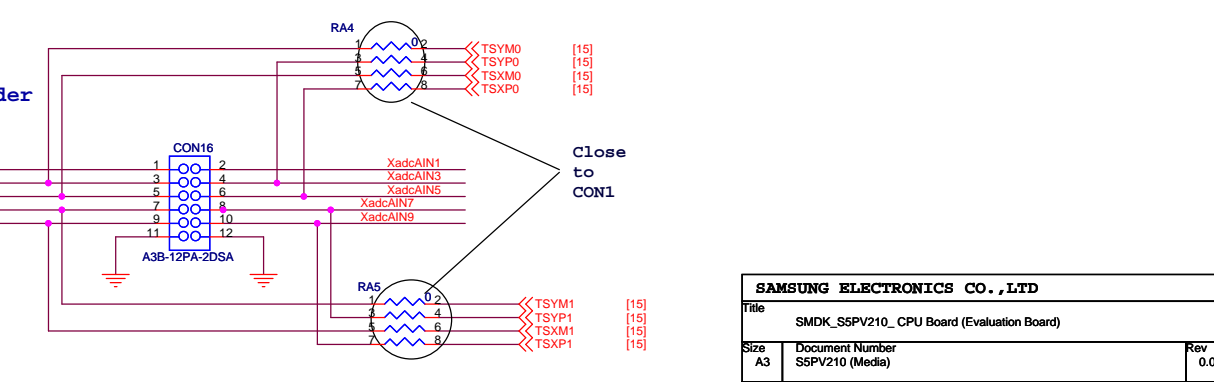 RA4
1 0 2 TSYM0 [15]
3 4 TSYP0 [15]
5 6 TSXM0 [15]
7 8 TSXP0 [15]
der
CON16
1 2 XadcAIN1
3 4 XadcAIN3
5 6 XadcAIN5
7 8 XadcAIN7
9 10 XadcAIN9
11 12
A3B-12PA-2DSA
Close
to
CON1
RA5
1 0 2 TSYM1 [15]
3 4 TSYP1 [15]
5 6 TSXM1 [15]
7 8 TSXP1 [15]
SAMSUNG ELECTRONICS CO.,LTD
Title
SMDK_S5PV210_ CPU Board (Evaluation Board)
Size Document Number Rev
A3 S5PV210 (Media) 0.0